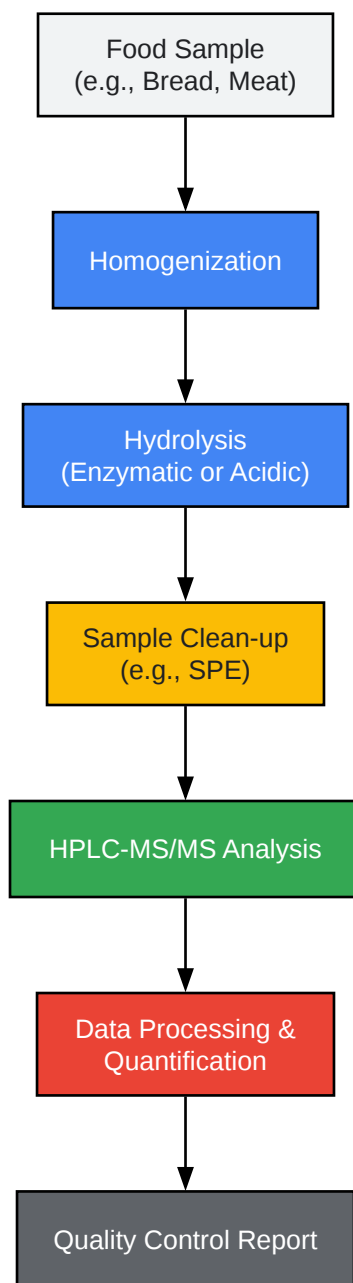 Food Sample
(e.g., Bread, Meat)
Homogenization
Hydrolysis
(Enzymatic or Acidic)
Sample Clean-up
(e.g., SPE)
HPLC-MS/MS Analysis
Data Processing &
Quantification
Quality Control Report